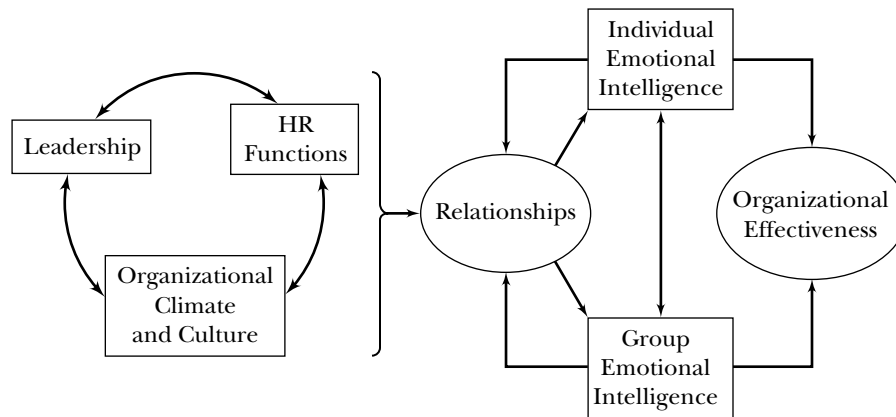 Leadership
HR
Functions
Organizational
Climate
and Culture
Relationships
Individual
Emotional
Intelligence
Group
Emotional
Intelligence
Organizational
Effectiveness